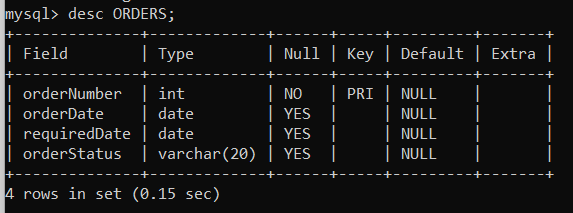 mysql> desc ORDERS;
+----------------+-------------+------+-----+---------+-------+
| Field | Type | Null | Key | Default | Extra |
+----------------+-------------+------+-----+---------+-------+
| orderNumber | int | NO | PRI | NULL | |
| orderDate | date | YES | | NULL | |
| requiredDate | date | YES | | NULL | |
| orderStatus | varchar(20) | YES | | NULL | |
+----------------+-------------+------+-----+---------+-------+
4 rows in set (0.15 sec)